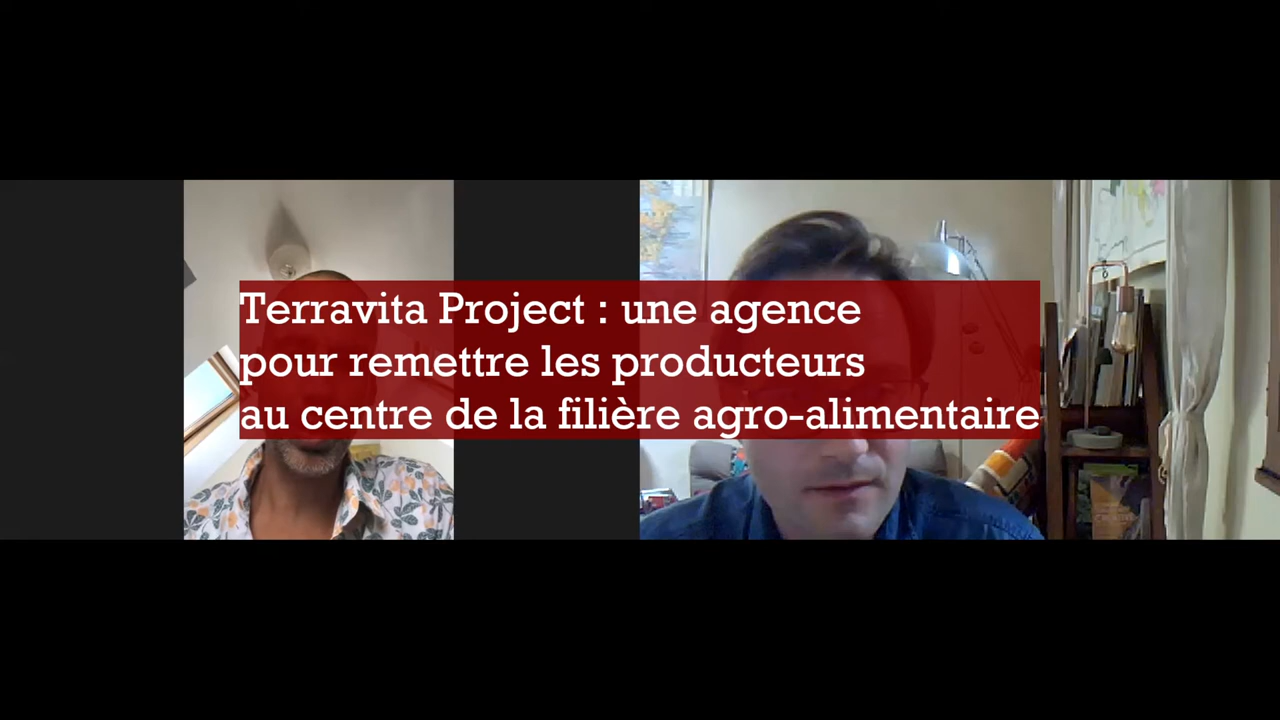 Terravita Project : une agence
pour remettre les producteurs
au centre de la filière agro-alimentaire